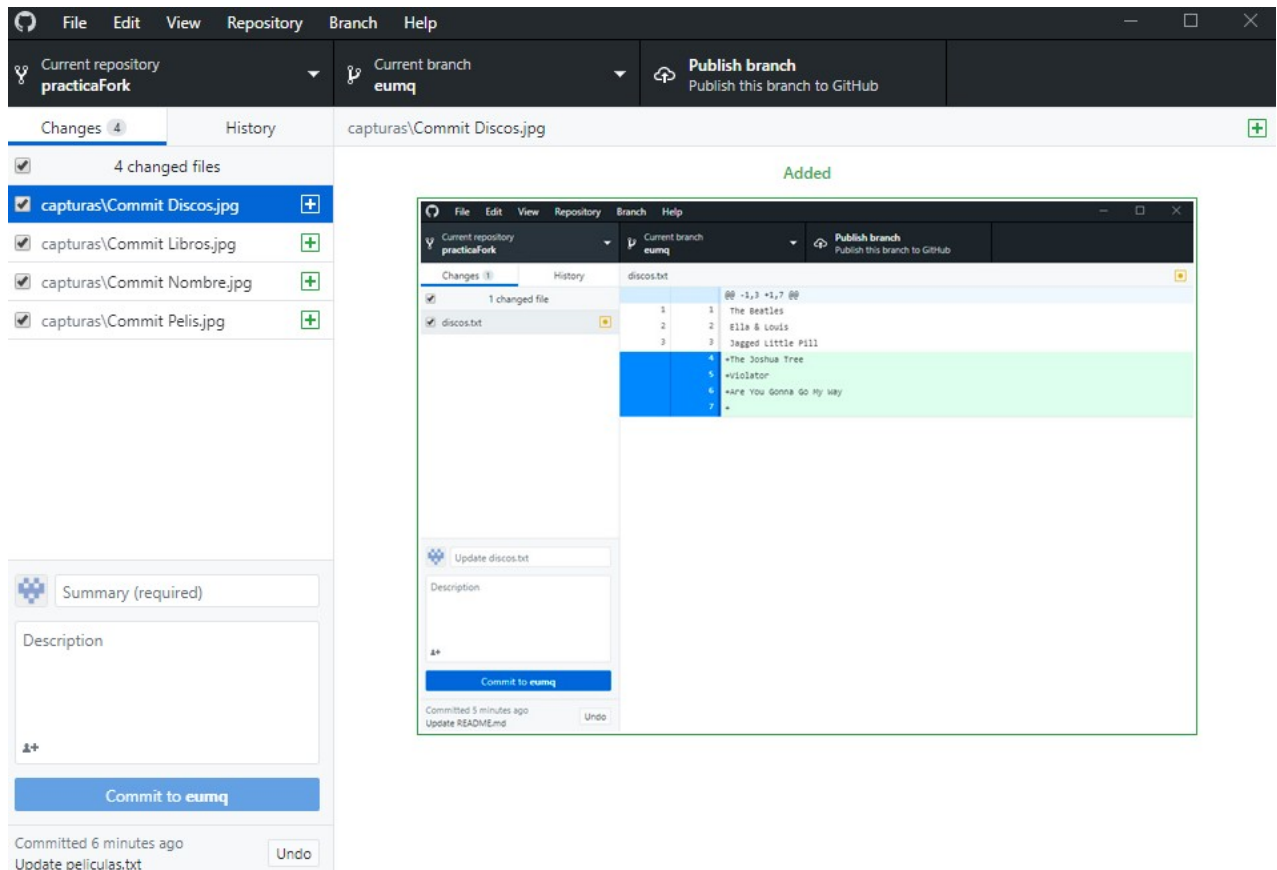 File Edit View Repository Branch Help
Current repository
practicaFork
Current branch
eumq
Publish branch
Publish this branch to GitHub
Changes 4
History
capturas\Commit Discos.jpg
4 changed files
capturas\Commit Discos.jpg
capturas\Commit Libros.jpg
capturas\Commit Nombre.jpg
capturas\Commit Pelis.jpg
Summary (required)
Description
Commit to eumq
Committed 6 minutes ago
Update peliculas.txt
Undo
Added
File Edit View Repository Branch Help
Current repository
practicaFork
Current branch
eumq
Publish branch
Publish this branch to GitHub
Changes 1
History
discos.txt
1 changed file
discos.txt
@@ -1,3 +1,7 @@
1 1 The Beatles
2 2 Ella & Louis
3 3 Jagged Little Pill
4 +The Joshua Tree
5 +Violator
6 +Are You Gonna Go My Way
7 +
Update discos.txt
Description
Commit to eumq
Committed 5 minutes ago
Update README.md
Undo